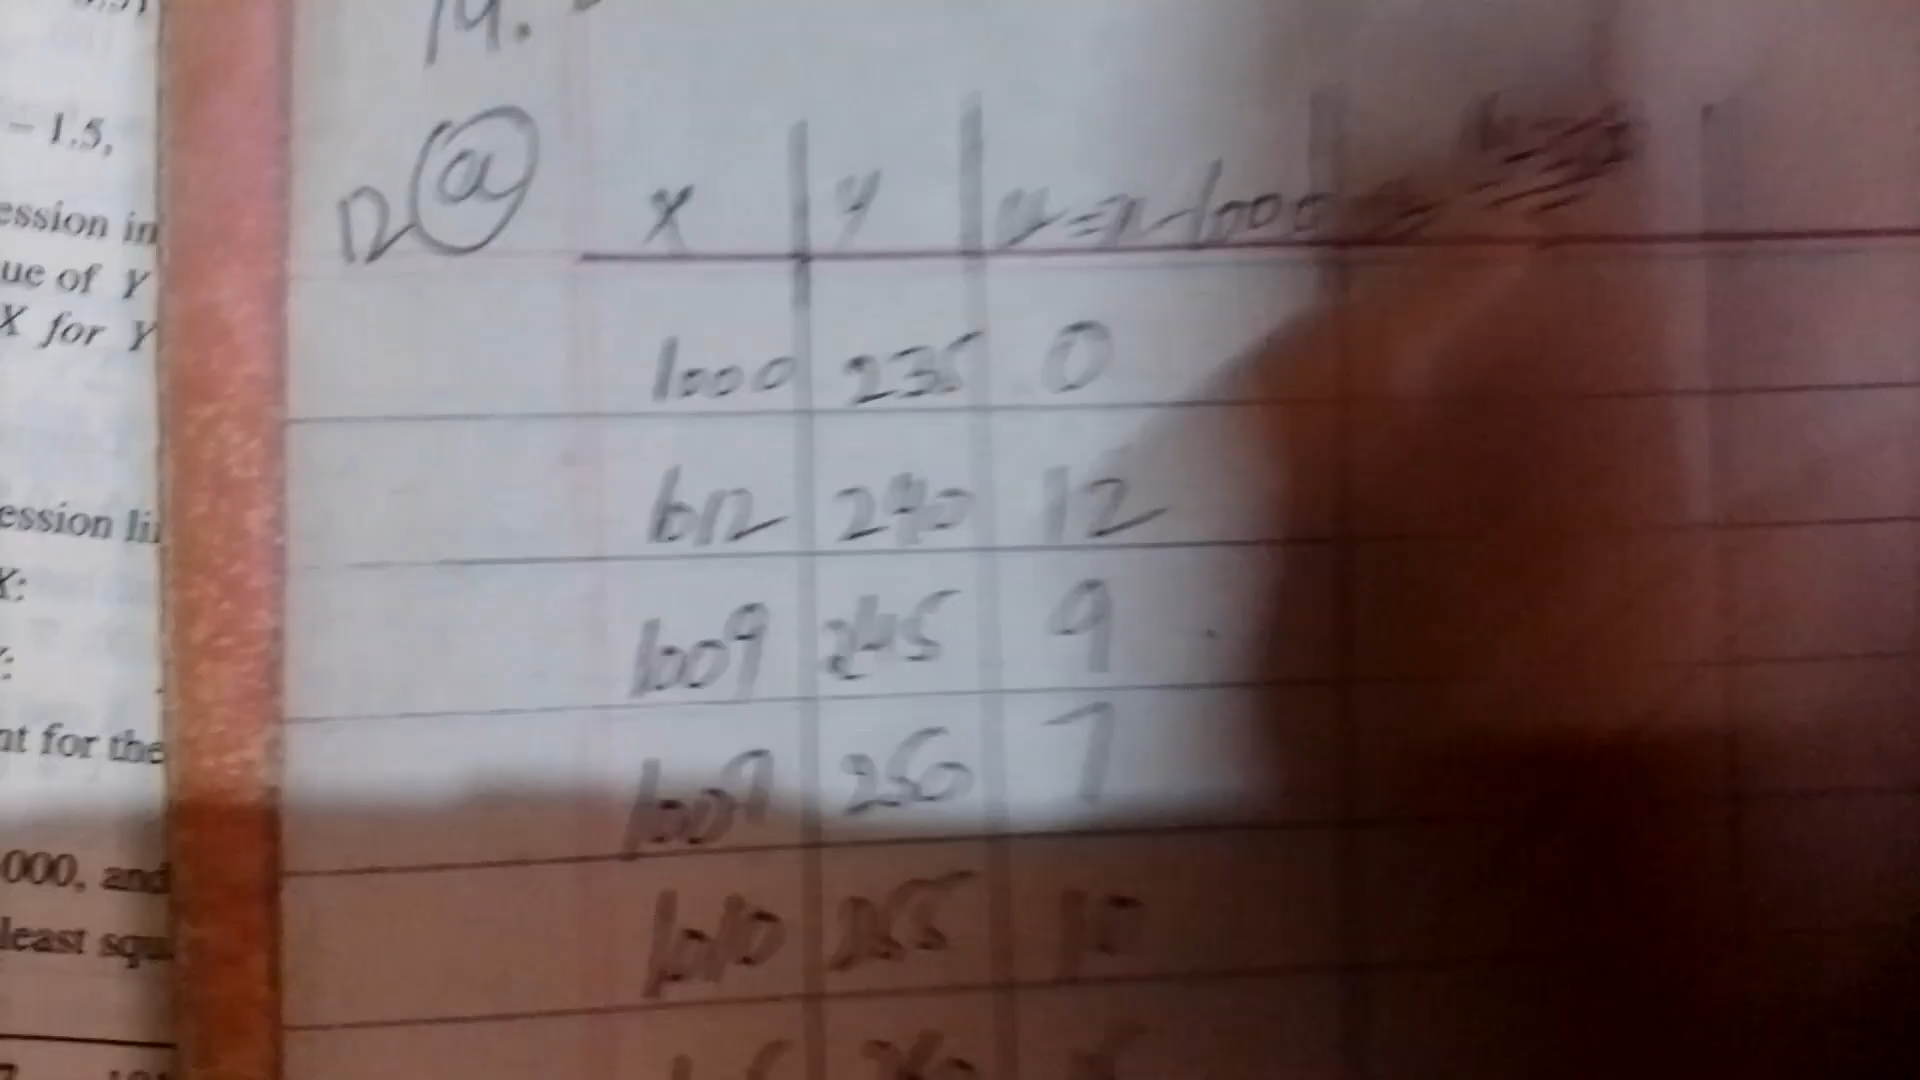 14.
- 1.5,
ession in
ue of Y
X for Y
ession li
X:
nt for the
000, and
least squ
12 (a) x y u = x - 1000
1000 235 0
1012 240 12
1009 245 9
1007 250 7
1010 255 10